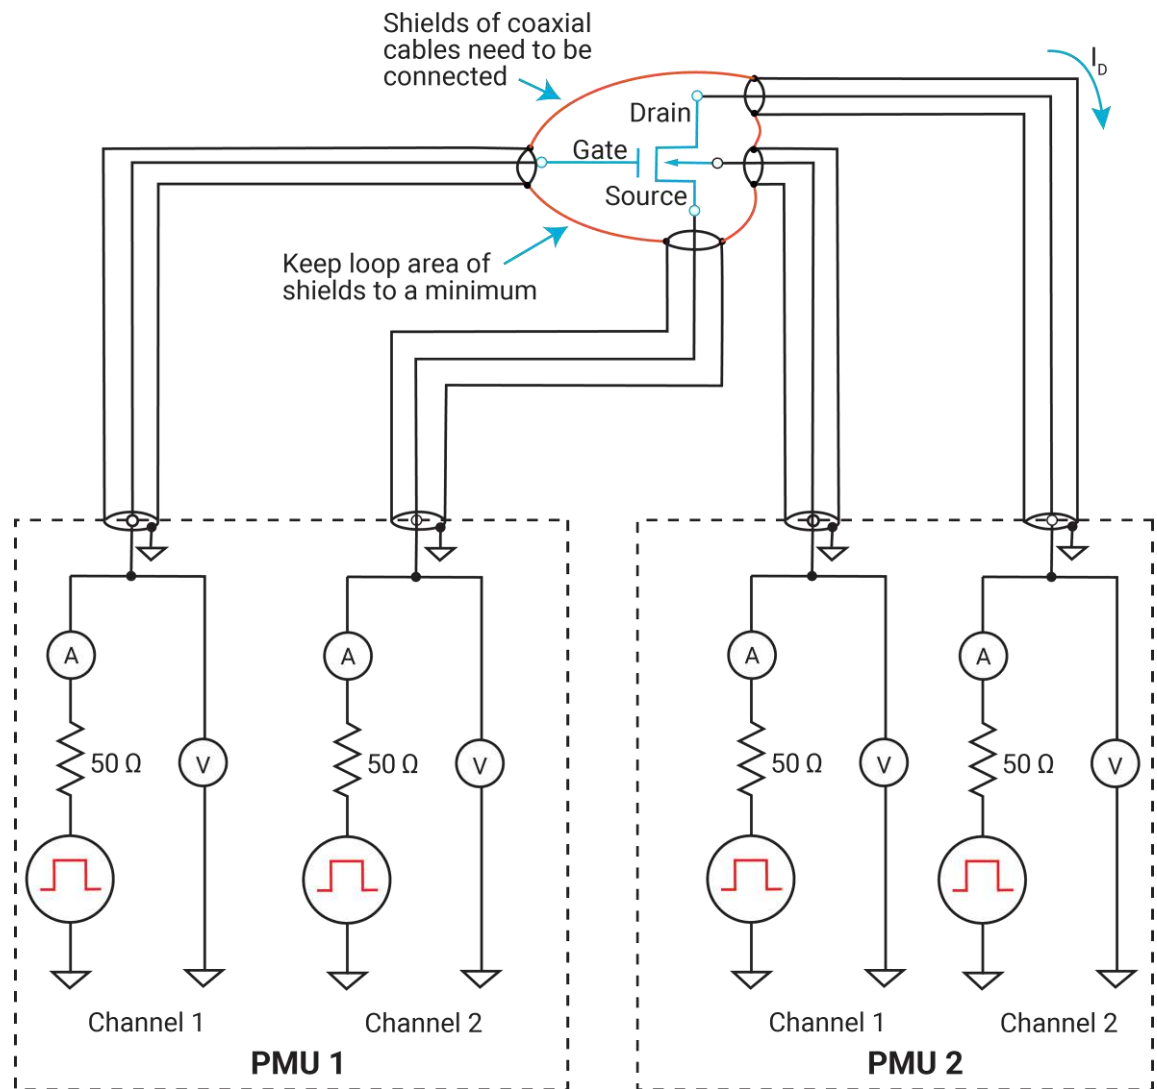 Shields of coaxial
cables need to be
connected
I_D
Drain
Gate
Source
Keep loop area of
shields to a minimum
A
50 Ω
V
A
50 Ω
V
A
50 Ω
V
A
50 Ω
V
Channel 1
Channel 2
Channel 1
Channel 2
PMU 1
PMU 2